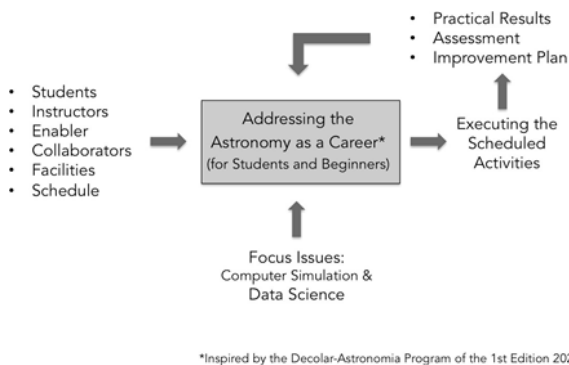 • Practical Results
• Assessment
• Improvement Plan
• Students
• Instructors
• Enabler
• Collaborators
• Facilities
• Schedule
Addressing the
Astronomy as a Career*
(for Students and Beginners)
Executing the
Scheduled
Activities
Focus Issues:
Computer Simulation &
Data Science
*Inspired by the Decolar-Astronomia Program of the 1st Edition